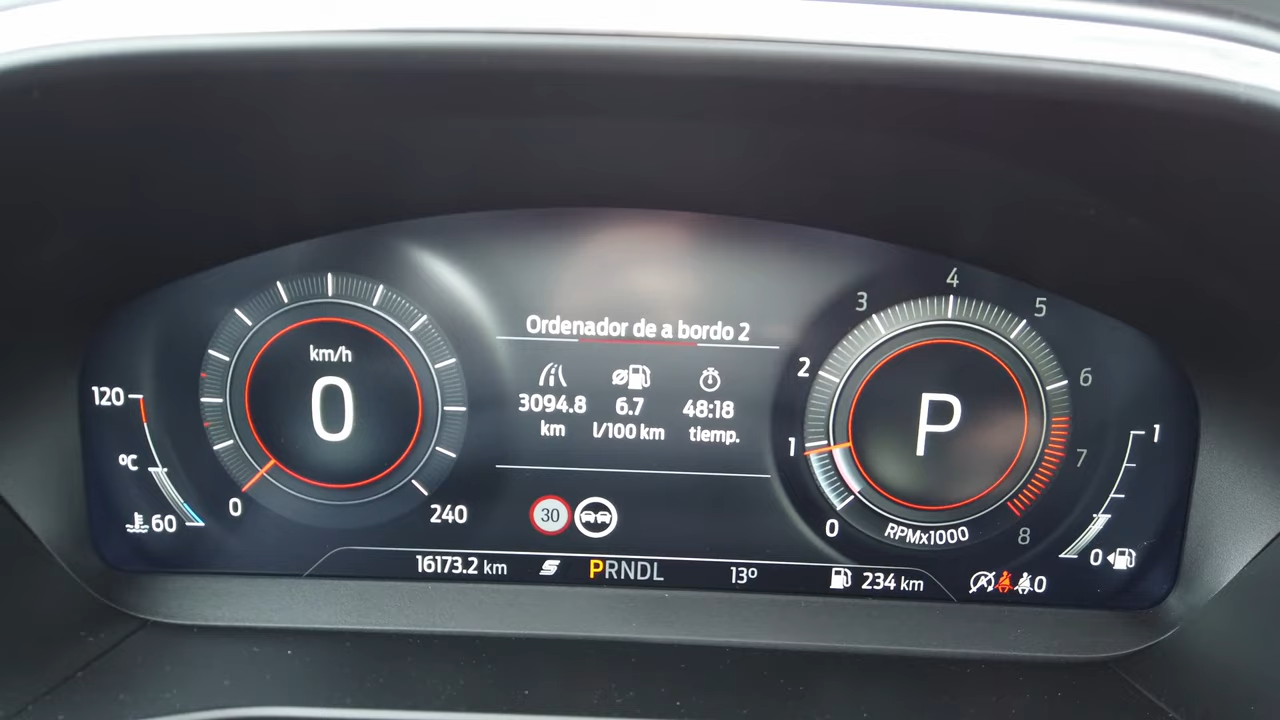 Ordenador de a bordo 2
3094.8 6.7 48:18
km l/100 km tiemp.
120
ºC
60
km/h
0
0
240
30
0
1
2
3
4
5
6
7
8
P
RPMx1000
1
0
16173.2 km
PRNDL
13º
234 km
0